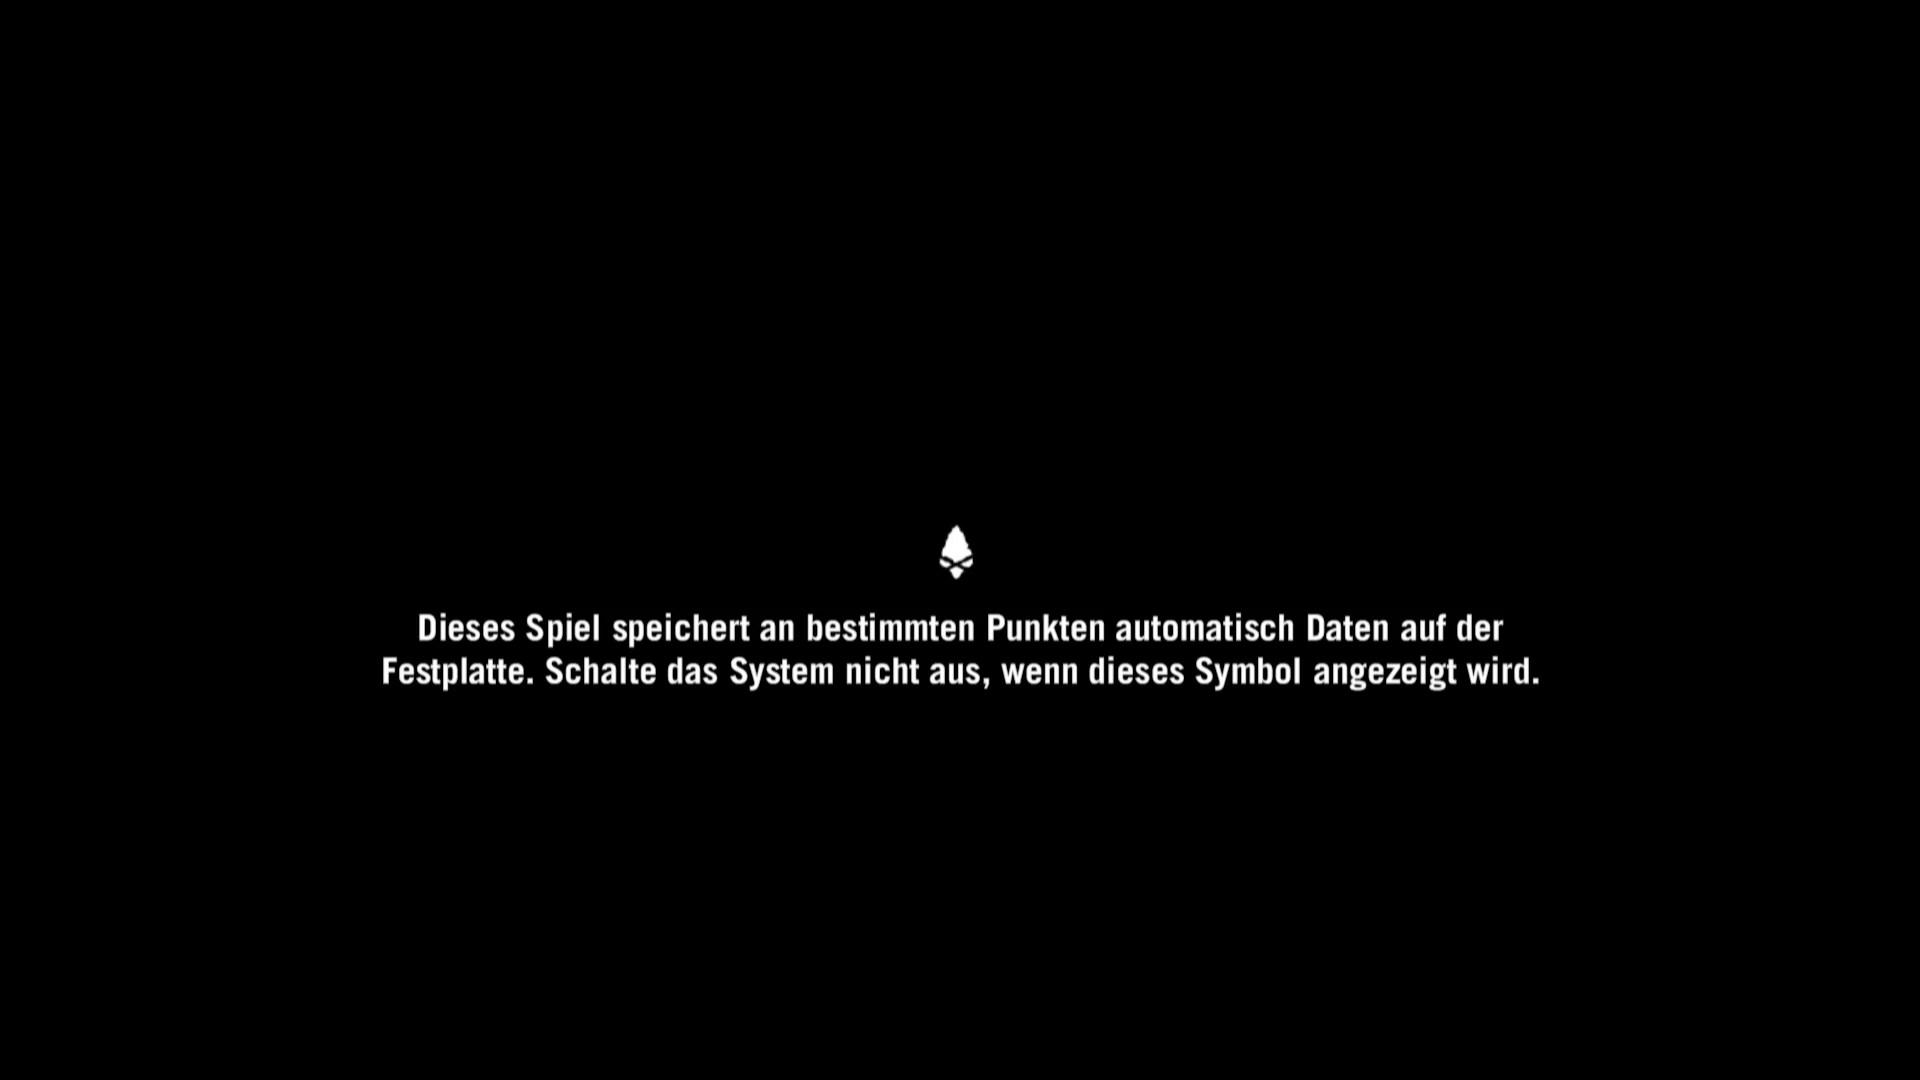 Dieses Spiel speichert an bestimmten Punkten automatisch Daten auf der
Festplatte. Schalte das System nicht aus, wenn dieses Symbol angezeigt wird.